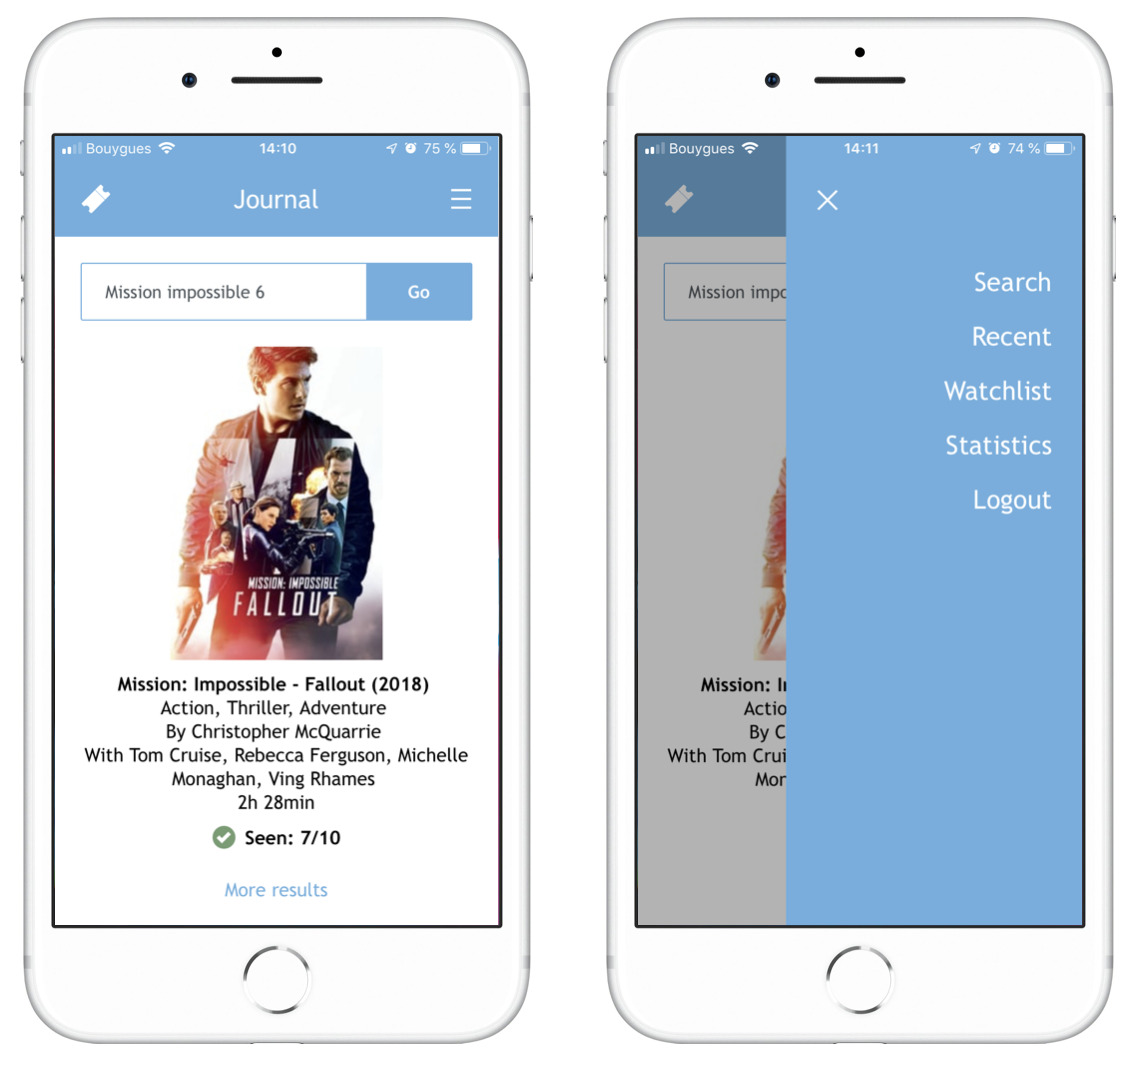 Bouygues 14:10 75 %
Journal
Mission impossible 6 Go
MISSION: IMPOSSIBLE
FALLOUT
Mission: Impossible - Fallout (2018)
Action, Thriller, Adventure
By Christopher McQuarrie
With Tom Cruise, Rebecca Ferguson, Michelle
Monaghan, Ving Rhames
2h 28min
Seen: 7/10
More results
Bouygues 14:11 74 %
Mission impo
Mission: I
Actio
By C
With Tom Crui
Mor
Search
Recent
Watchlist
Statistics
Logout